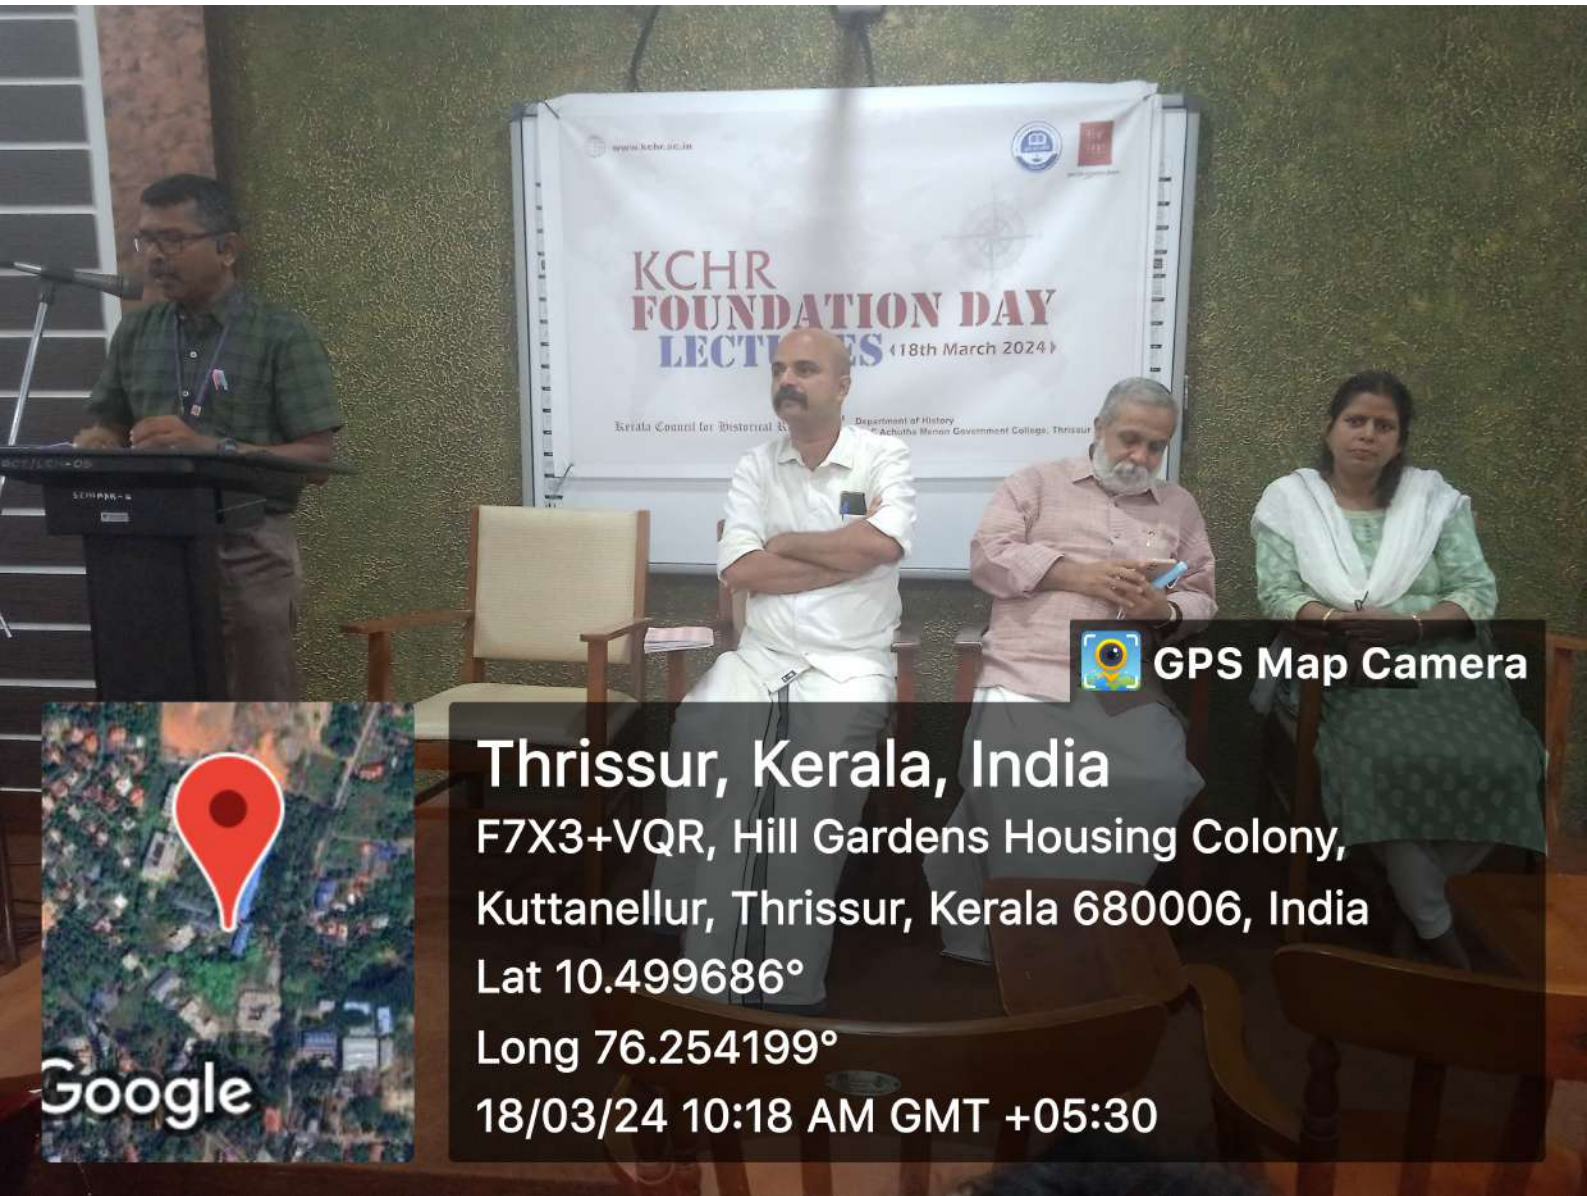 www.kchr.ac.in
KCHR
FOUNDATION DAY
LECTURES
(18th March 2024)
Kerala Council for Historical R
Department of History
C Achutha Menon Government College, Thrissur
SEMINAR-
GPS Map Camera
Thrissur, Kerala, India
F7X3+VQR, Hill Gardens Housing Colony,
Kuttanellur, Thrissur, Kerala 680006, India
Lat 10.499686°
Long 76.254199°
18/03/24 10:18 AM GMT +05:30
Google